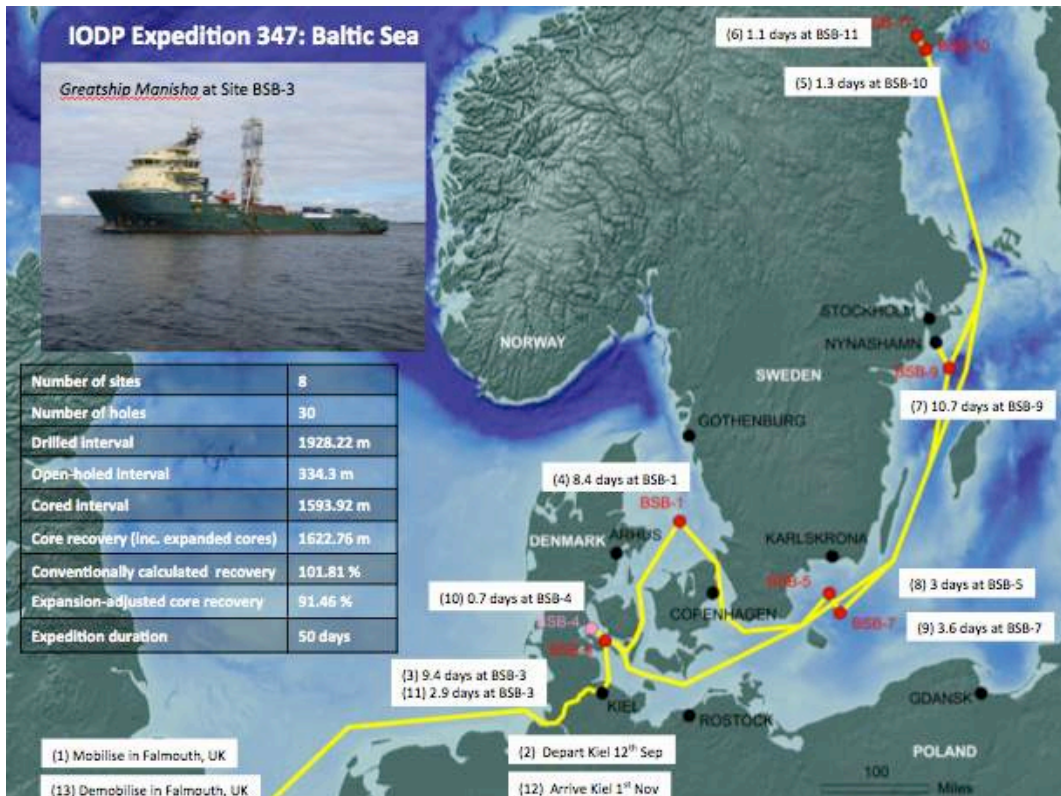 IODP Expedition 347: Baltic Sea
Greatship Manisha at Site BSB-3
Number of sites 8
Number of holes 30
Drilled interval 1928.22 m
Open-holed interval 334.3 m
Cored interval 1593.92 m
Core recovery (inc. expanded cores) 1622.76 m
Conventionally calculated recovery 101.81 %
Expansion-adjusted core recovery 91.46 %
Expedition duration 50 days
(6) 1.1 days at BSB-11
BSB-10
(5) 1.3 days at BSB-10
STOCKHOLM
NORWAY
NYNASHAMN
SWEDEN
BSB-9
(7) 10.7 days at BSB-9
GOTHENBURG
(4) 8.4 days at BSB-1
BSB-1
DENMARK
ARHUS
KARLSKRONA
BSB-5
(8) 3 days at BSB-5
(10) 0.7 days at BSB-4
COPENHAGEN
BSB-4
BSB-7
(9) 3.6 days at BSB-7
(3) 9.4 days at BSB-3
(11) 2.9 days at BSB-3
KIEL
GDANSK
ROSTOCK
(1) Mobilise in Falmouth, UK
(2) Depart Kiel 12th Sep
POLAND
(13) Demobilise in Falmouth, UK
(12) Arrive Kiel 1st Nov
100
Miles